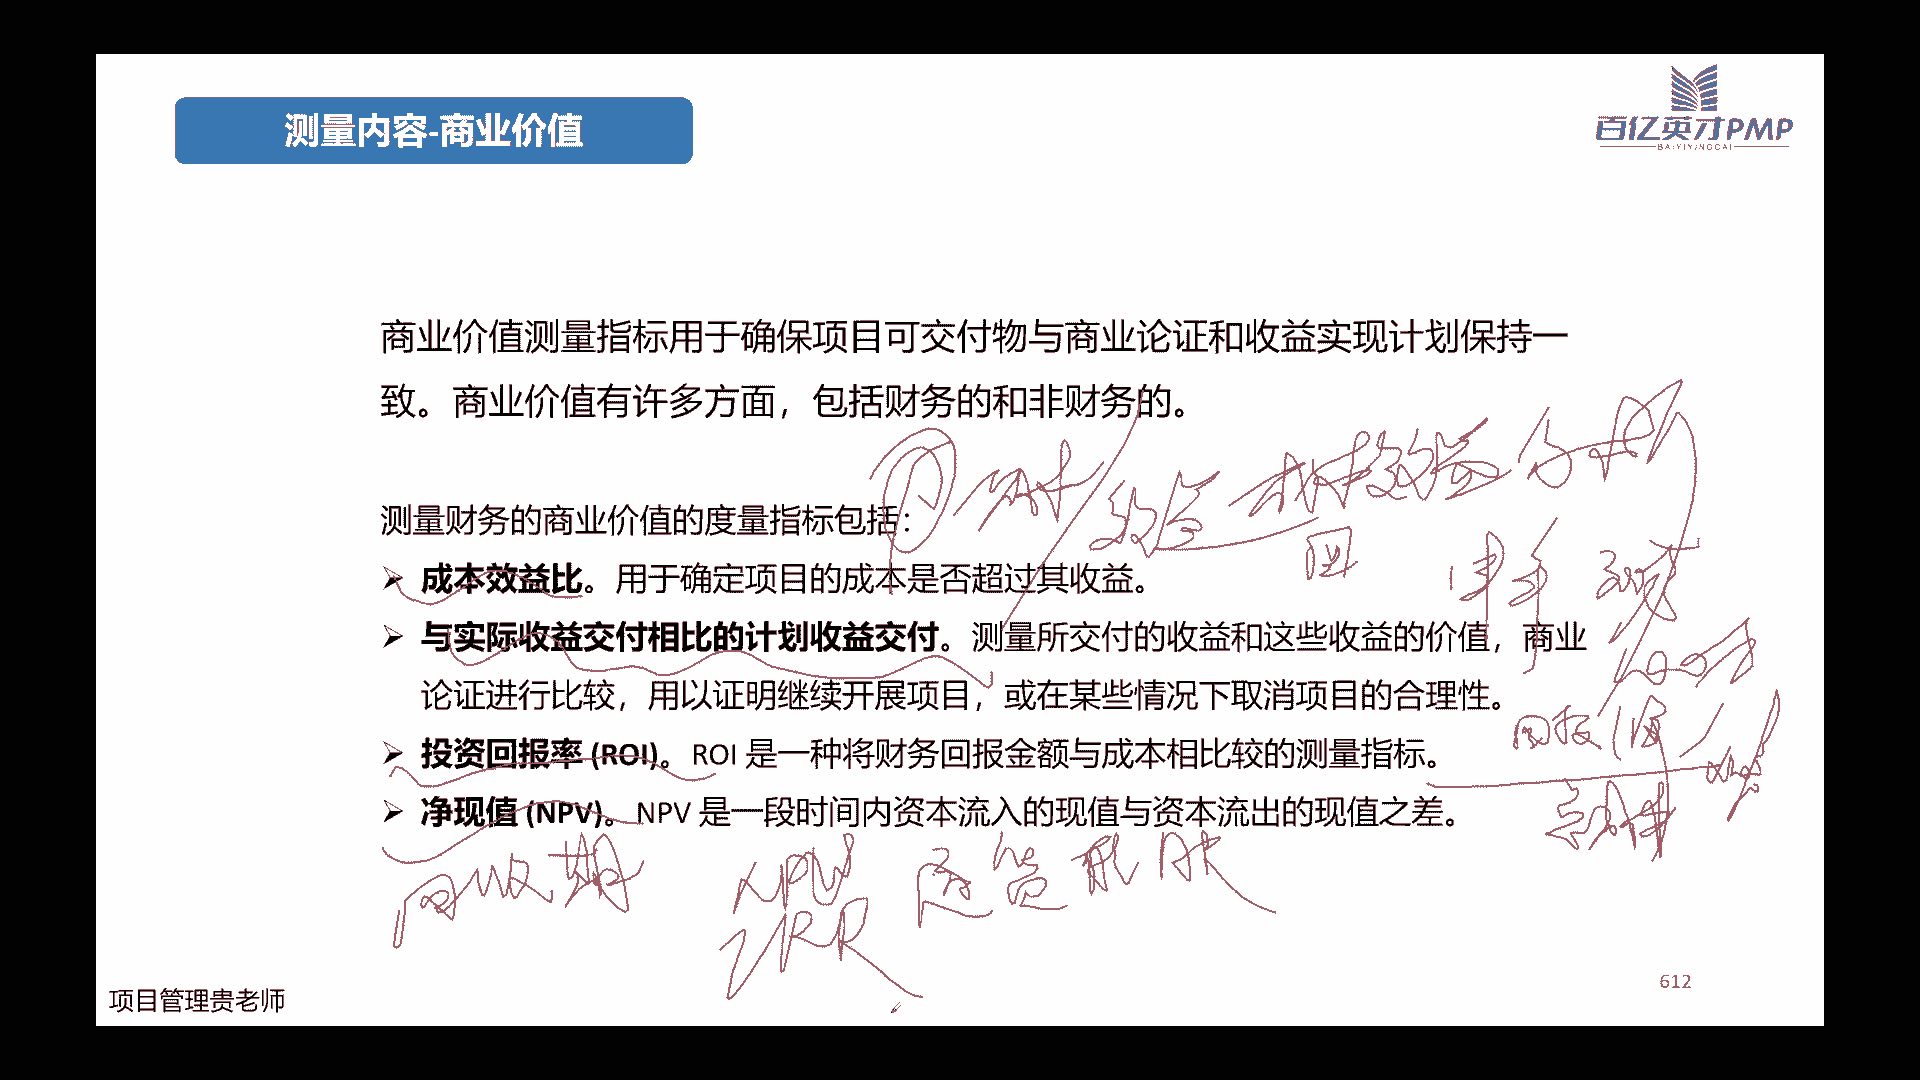 测量内容-商业价值
百亿英才PMP
BAIYIYINGCAI
商业价值测量指标用于确保项目可交付物与商业论证和收益实现计划保持一
致。商业价值有许多方面，包括财务的和非财务的。
测量财务的商业价值的度量指标包括：
➢ 成本效益比。用于确定项目的成本是否超过其收益。
➢ 与实际收益交付相比的计划收益交付。测量所交付的收益和这些收益的价值，商业
论证进行比较，用以证明继续开展项目，或在某些情况下取消项目的合理性。
➢ 投资回报率 (ROI)。ROI 是一种将财务回报金额与成本相比较的测量指标。
➢ 净现值 (NPV)。NPV 是一段时间内资本流入的现值与资本流出的现值之差。
成本效益分析
回收期 NPV
IRR
612
项目管理贵老师